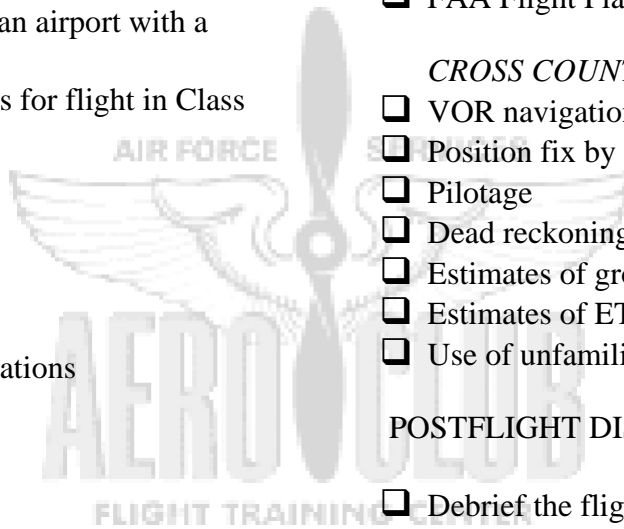 an airport with a
s for flight in Class
ations
FAA Flight Pla
CROSS COUNT
VOR navigation
Position fix by
Pilotage
Dead reckoning
Estimates of gro
Estimates of ET
Use of unfamili
POSTFLIGHT DI
Debrief the flig
AIR FORCE SERVICES
AERO CLUB
FLIGHT TRAINING CENTER